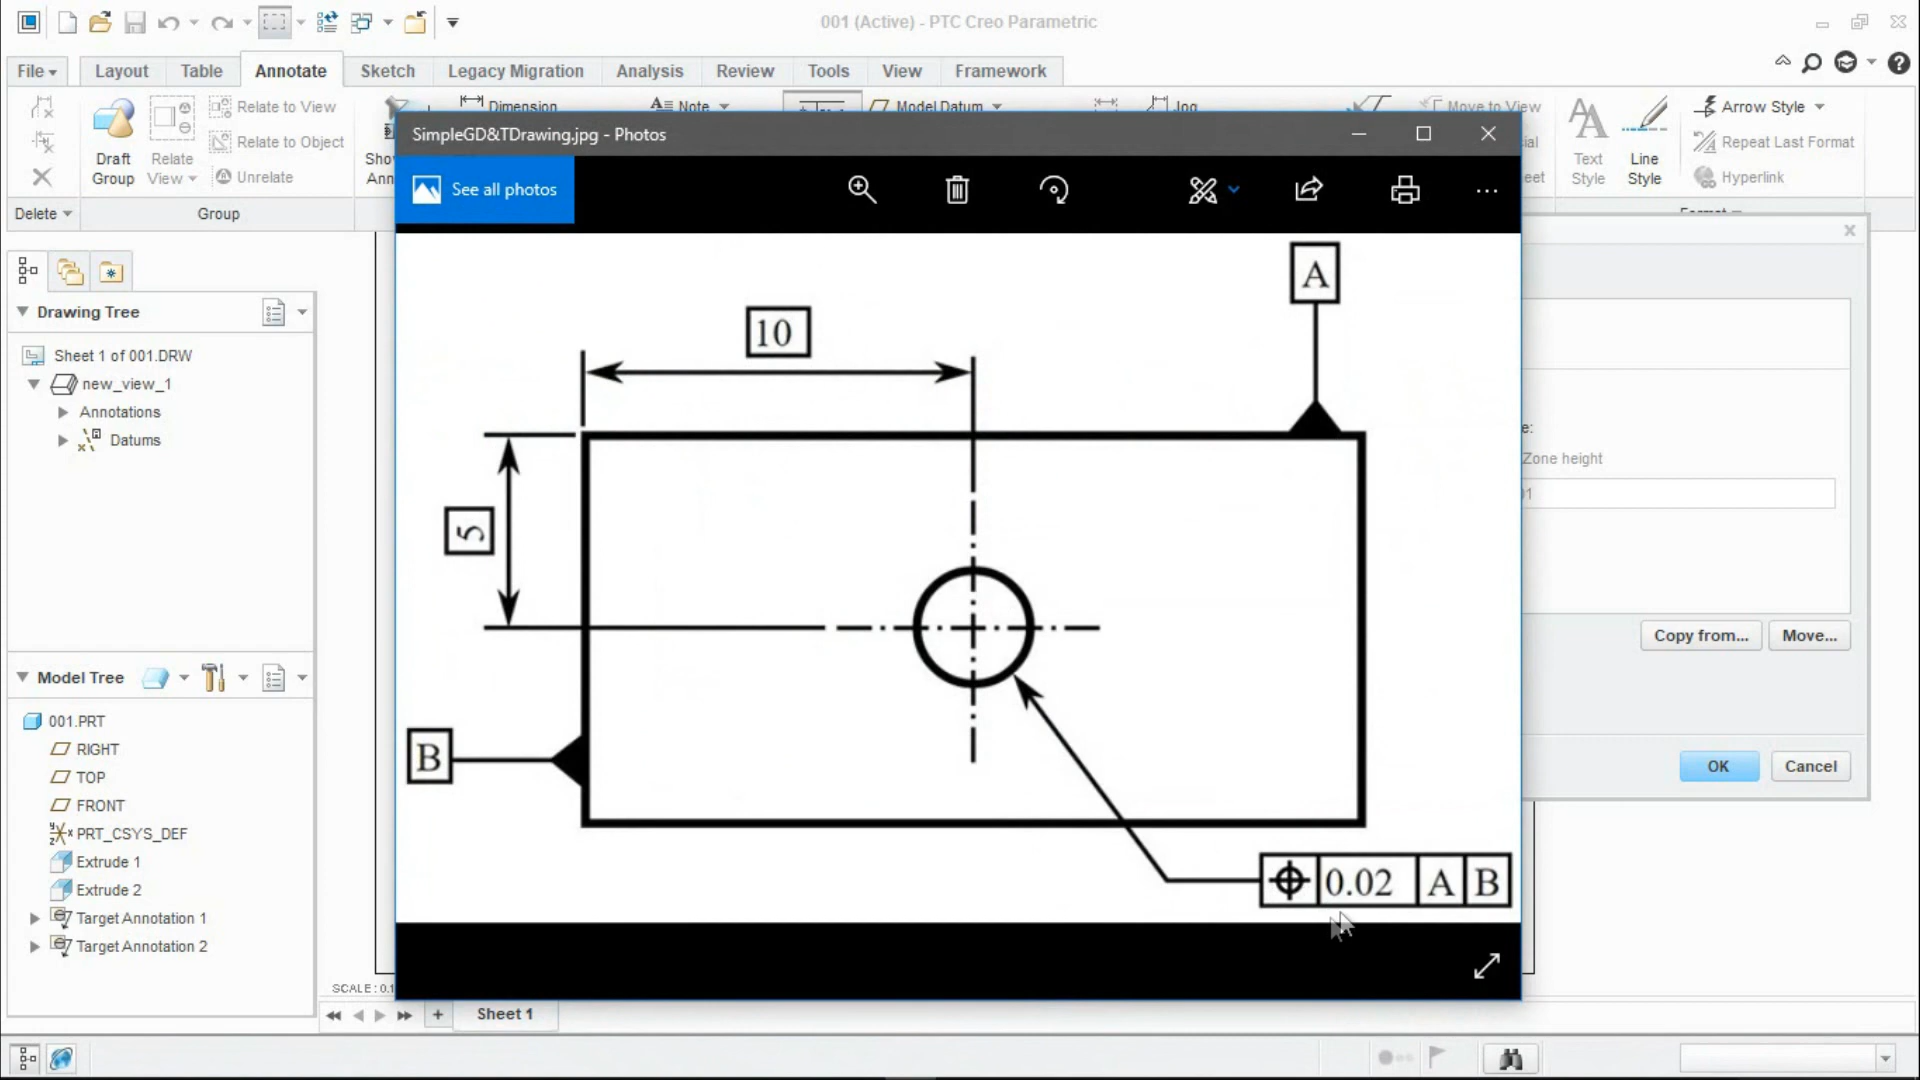 001 (Active) - PTC Creo Parametric
File Layout Table Annotate Sketch Legacy Migration Analysis Review Tools View Framework
Relate to View
Dimension
Note
Model Datum
Jog
Move to View
Arrow Style
Draft Group
Relate View
Relate to Object
Unrelate
Text Style
Line Style
Repeat Last Format
Hyperlink
Delete
Group
SimpleGD&TDrawing.jpg - Photos
See all photos
A
10
5
B
0.02 A B
Drawing Tree
Sheet 1 of 001.DRW
new_view_1
Annotations
Datums
Model Tree
001.PRT
RIGHT
TOP
FRONT
PRT_CSYS_DEF
Extrude 1
Extrude 2
Target Annotation 1
Target Annotation 2
Zone height
Copy from... Move...
OK Cancel
Sheet 1